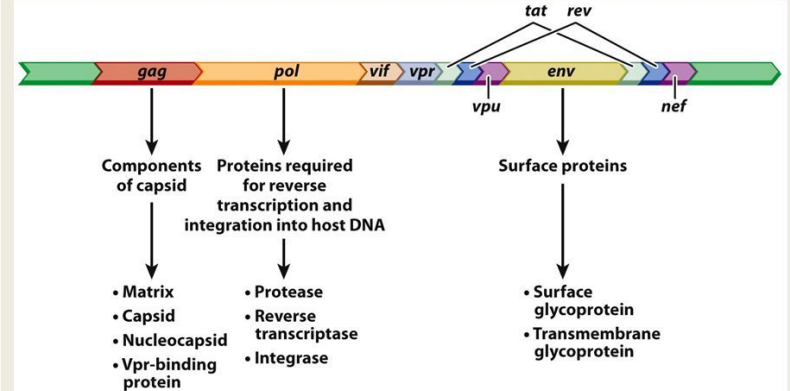 tat rev
gag pol vif vpr env
vpu nef
Components
of capsid
Proteins required
for reverse
transcription and
integration into host DNA
Surface proteins
• Matrix
• Capsid
• Nucleocapsid
• Vpr-binding
protein
• Protease
• Reverse
transcriptase
• Integrase
• Surface
glycoprotein
• Transmembrane
glycoprotein